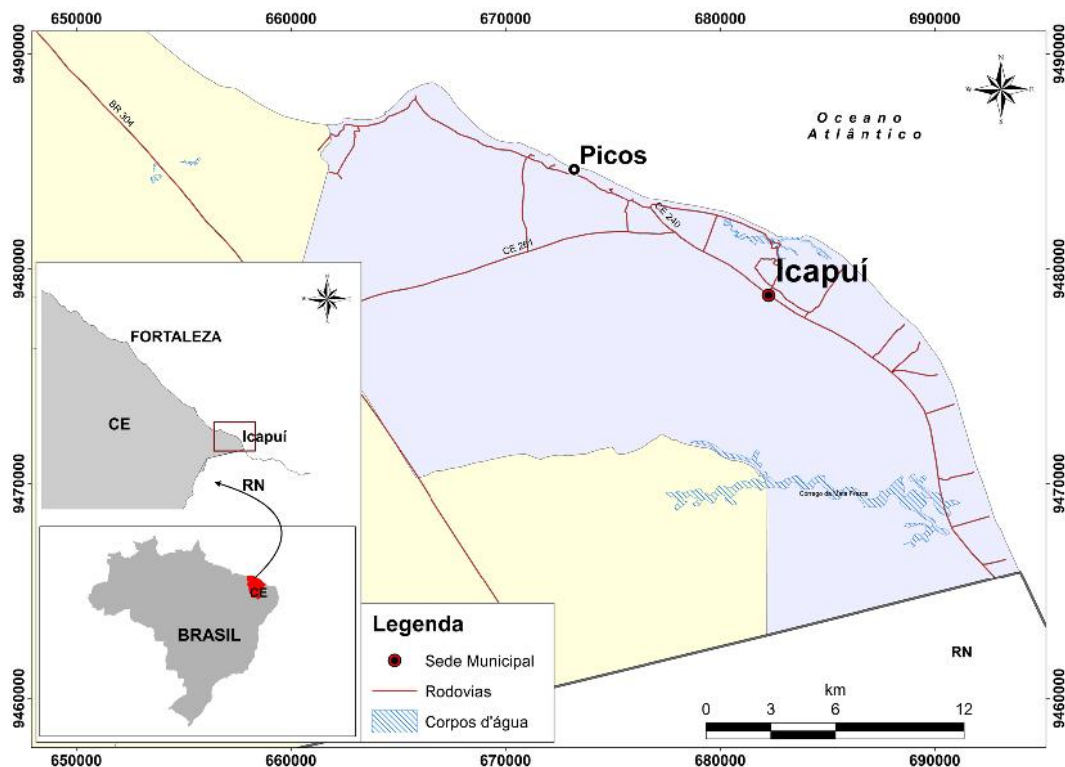 650000 660000 670000 680000 690000
9490000
9490000
N
W
S
Oceano
Atlântico
BR 304
Picos
CE 240
CE 261
9480000
Icapuí
9480000
FORTALEZA
CE
Icapuí
RN
9470000
9470000
CE
BRASIL
Legenda
Sede Municipal
Rodovias
Corpos d'água
RN
km
0 3 6 12
9460000
9460000
650000 660000 670000 680000 690000